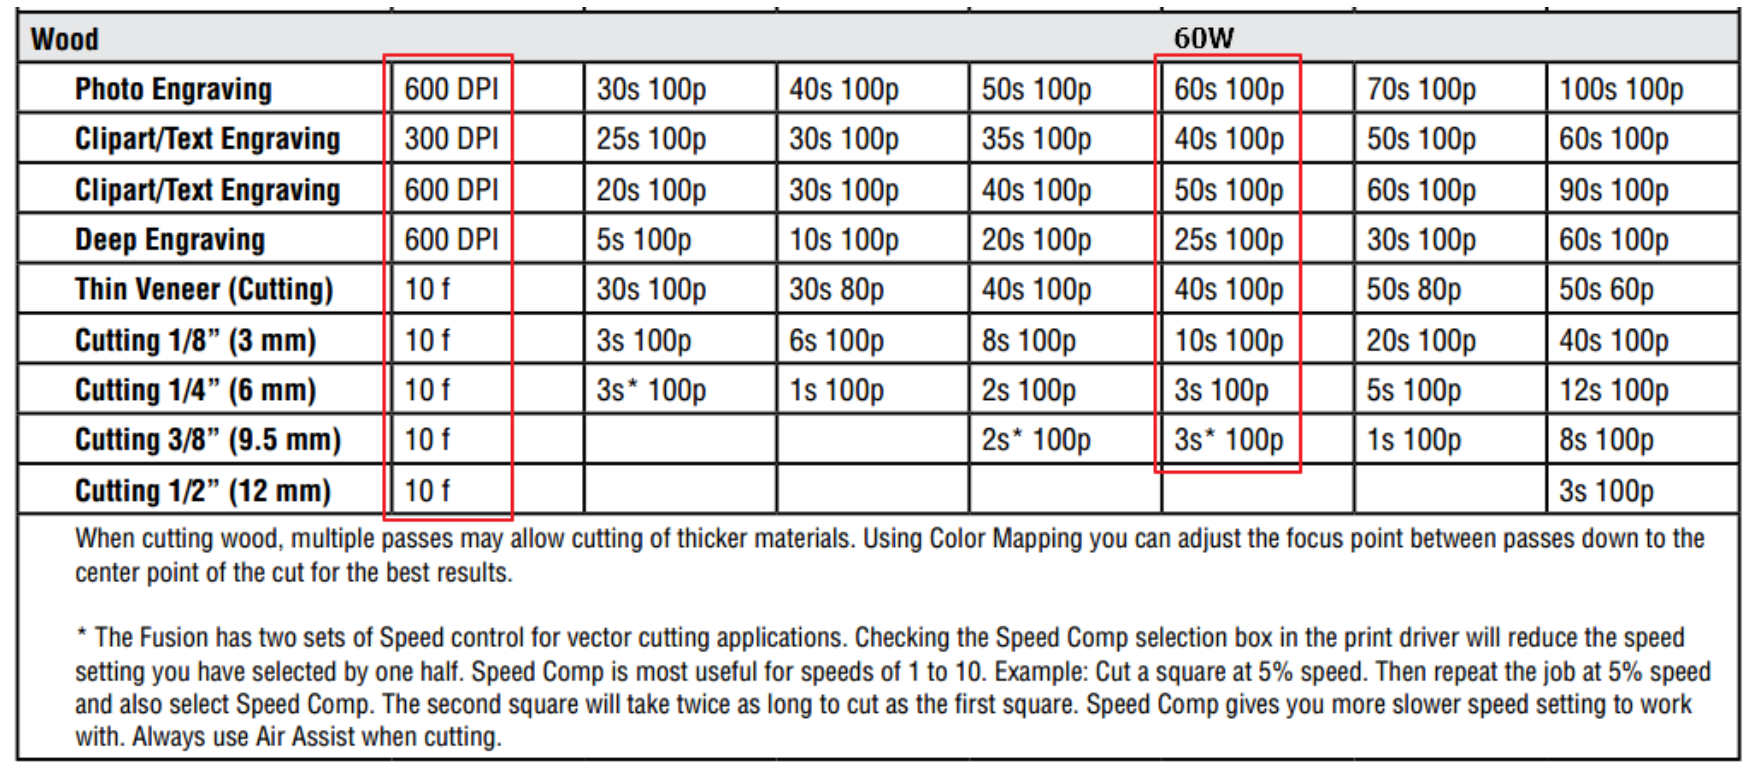 Wood 60W
Photo Engraving 600 DPI 30s 100p 40s 100p 50s 100p 60s 100p 70s 100p 100s 100p
Clipart/Text Engraving 300 DPI 25s 100p 30s 100p 35s 100p 40s 100p 50s 100p 60s 100p
Clipart/Text Engraving 600 DPI 20s 100p 30s 100p 40s 100p 50s 100p 60s 100p 90s 100p
Deep Engraving 600 DPI 5s 100p 10s 100p 20s 100p 25s 100p 30s 100p 60s 100p
Thin Veneer (Cutting) 10 f 30s 100p 30s 80p 40s 100p 40s 100p 50s 80p 50s 60p
Cutting 1/8” (3 mm) 10 f 3s 100p 6s 100p 8s 100p 10s 100p 20s 100p 40s 100p
Cutting 1/4” (6 mm) 10 f 3s* 100p 1s 100p 2s 100p 3s 100p 5s 100p 12s 100p
Cutting 3/8” (9.5 mm) 10 f 2s* 100p 3s* 100p 1s 100p 8s 100p
Cutting 1/2” (12 mm) 10 f 3s 100p
When cutting wood, multiple passes may allow cutting of thicker materials. Using Color Mapping you can adjust the focus point between passes down to the
center point of the cut for the best results.
* The Fusion has two sets of Speed control for vector cutting applications. Checking the Speed Comp selection box in the print driver will reduce the speed
setting you have selected by one half. Speed Comp is most useful for speeds of 1 to 10. Example: Cut a square at 5% speed. Then repeat the job at 5% speed
and also select Speed Comp. The second square will take twice as long to cut as the first square. Speed Comp gives you more slower speed setting to work
with. Always use Air Assist when cutting.